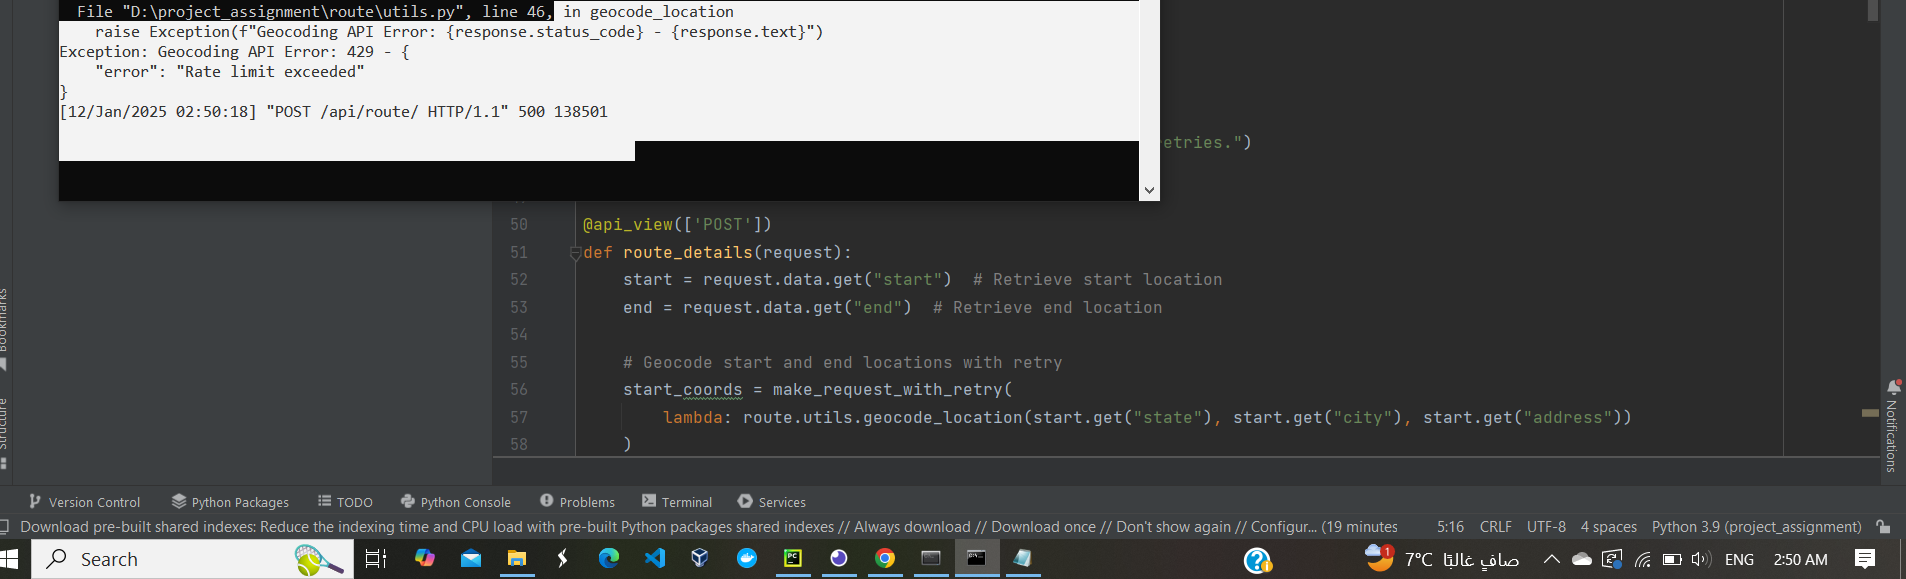 File "D:\project_assignment\route\utils.py", line 46, in geocode_location
raise Exception(f"Geocoding API Error: {response.status_code} - {response.text}")
Exception: Geocoding API Error: 429 - {
"error": "Rate limit exceeded"
}
[12/Jan/2025 02:50:18] "POST /api/route/ HTTP/1.1" 500 138501
etries.")
50 @api_view(['POST'])
51 def route_details(request):
52 start = request.data.get("start")  # Retrieve start location
53 end = request.data.get("end")  # Retrieve end location
54
55 # Geocode start and end locations with retry
56 start_coords = make_request_with_retry(
57 lambda: route.utils.geocode_location(start.get("state"), start.get("city"), start.get("address"))
58 )
Bookmarks
Structure
Notifications
Version Control Python Packages TODO Python Console Problems Terminal Services
Download pre-built shared indexes: Reduce the indexing time and CPU load with pre-built Python packages shared indexes // Always download // Download once // Don't show again // Configur... (19 minutes 5:16 CRLF UTF-8 4 spaces Python 3.9 (project_assignment)
Search 1 7°C صافٍ غالبًا ENG 2:50 AM